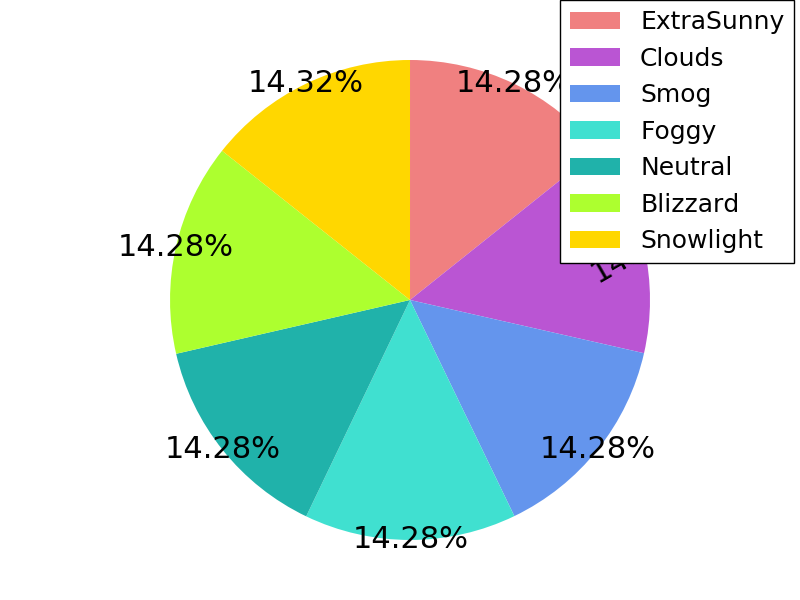 ExtraSunny
Clouds
Smog
Foggy
Neutral
Blizzard
Snowlight
14.32%
14.28%
14.28%
14.28%
14.28%
14.28%